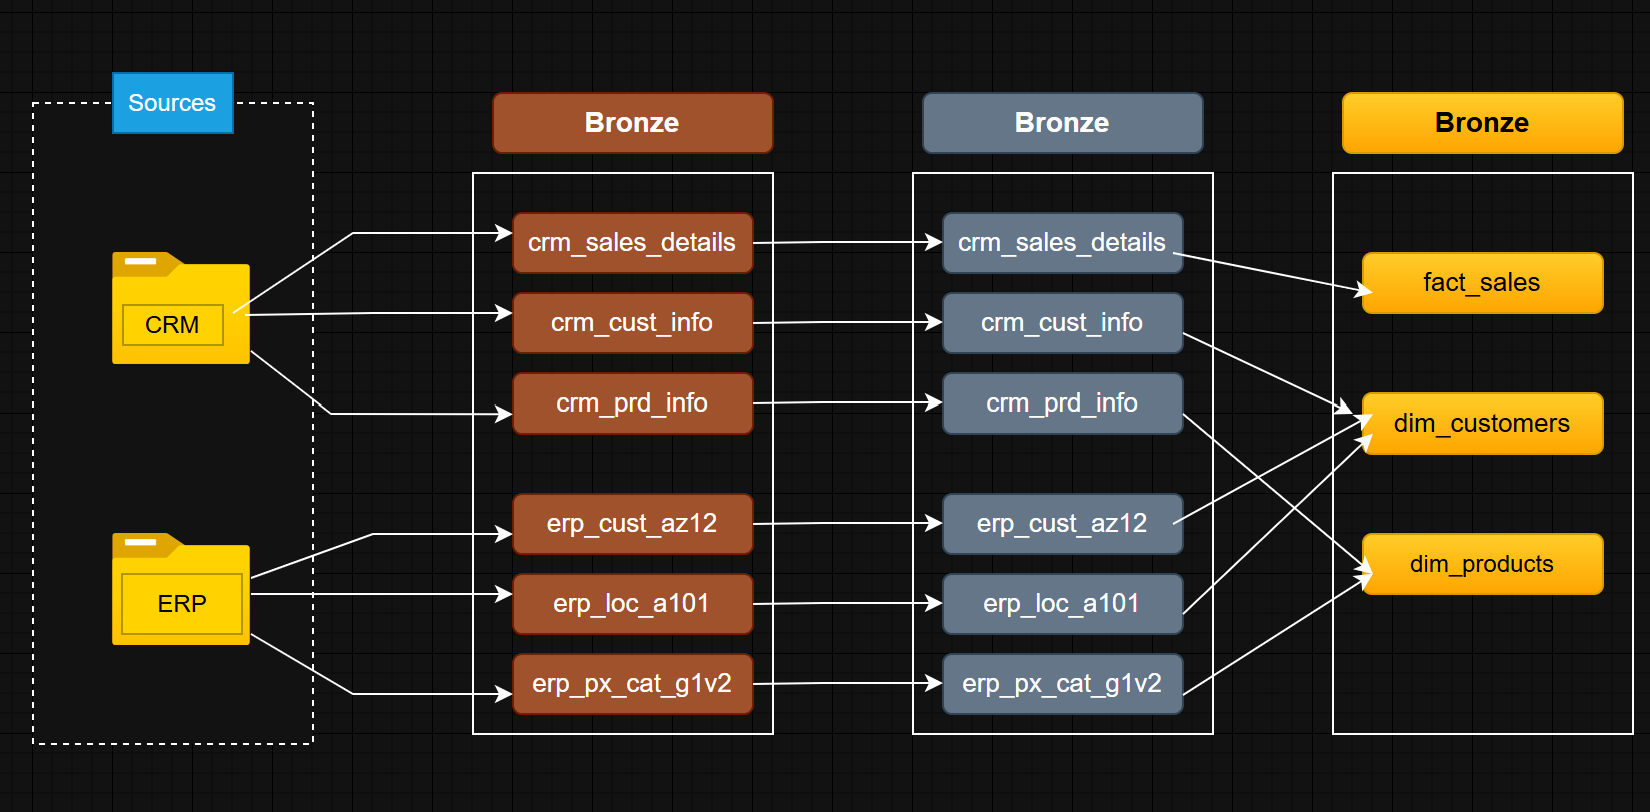 Sources
Bronze
Bronze
Bronze
CRM
ERP
crm_sales_details
crm_cust_info
crm_prd_info
erp_cust_az12
erp_loc_a101
erp_px_cat_g1v2
crm_sales_details
crm_cust_info
crm_prd_info
erp_cust_az12
erp_loc_a101
erp_px_cat_g1v2
fact_sales
dim_customers
dim_products